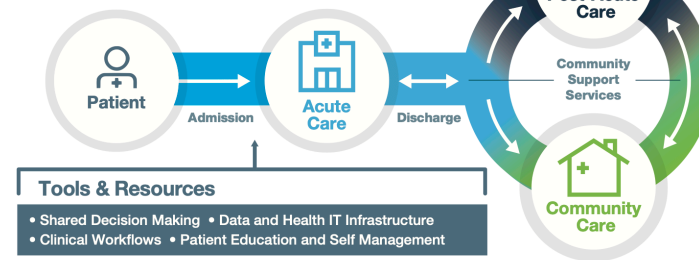 Care
Community
Support
Services
Patient
Acute
Care
Admission
Discharge
Community
Care
Tools & Resources
• Shared Decision Making • Data and Health IT Infrastructure
• Clinical Workflows • Patient Education and Self Management